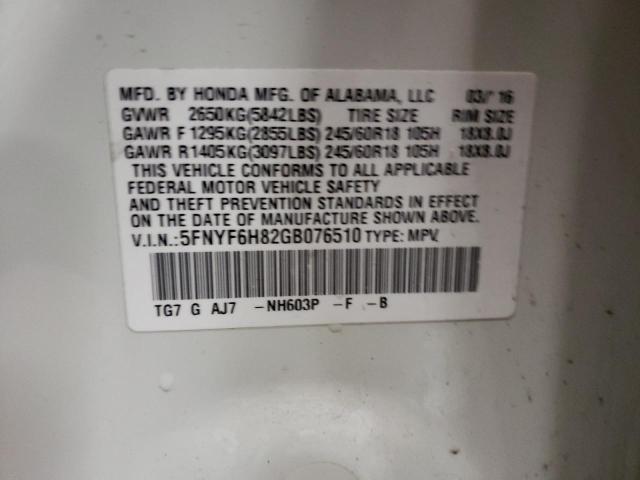 MFD. BY HONDA MFG. OF ALABAMA, LLC 03/16
GVWR 2650KG(5842LBS) TIRE SIZE RIM SIZE
GAWR F 1295KG(2855LBS) 245/60R18 105H 18X8.0J
GAWR R1405KG(3097LBS) 245/60R18 105H 18X8.0J
THIS VEHICLE CONFORMS TO ALL APPLICABLE
FEDERAL MOTOR VEHICLE SAFETY
AND THEFT PREVENTION STANDARDS IN EFFECT
ON THE DATE OF MANUFACTURE SHOWN ABOVE.
V.I.N.:5FNYF6H82GB076510 TYPE: MPV
TG7 G AJ7 -NH603P -F -B